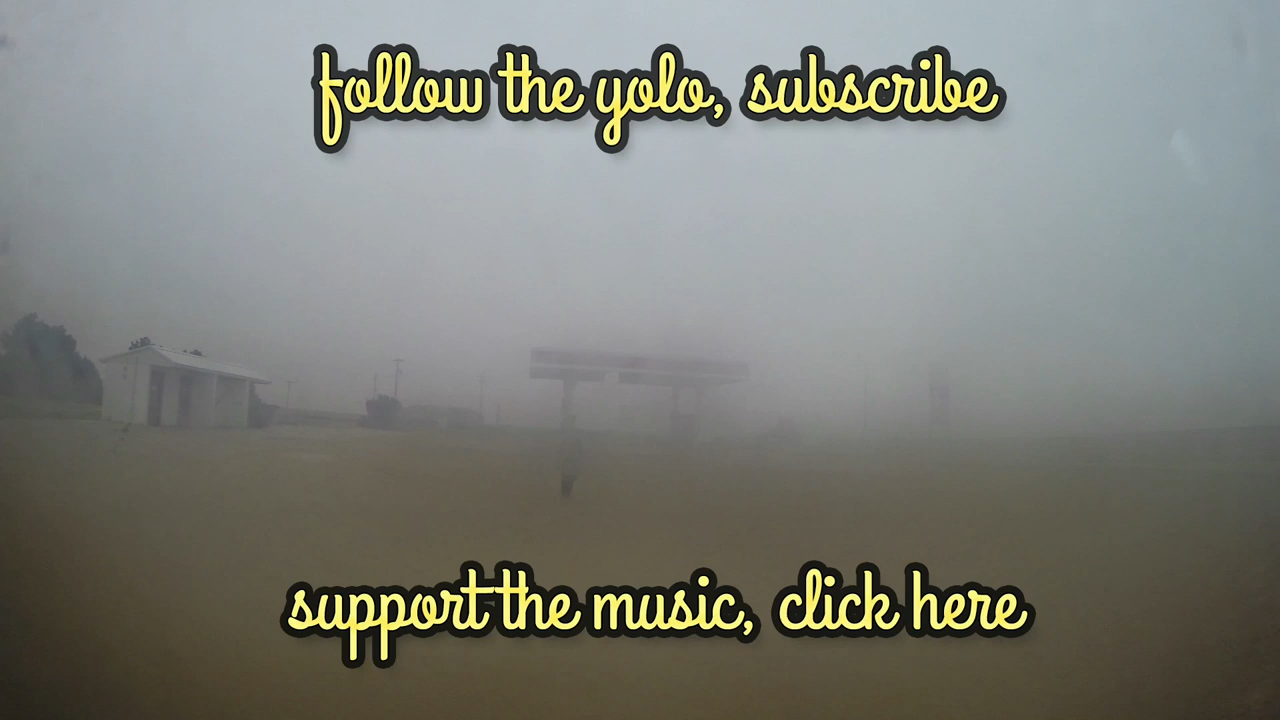 follow the yolo, subscribe
support the music, click here